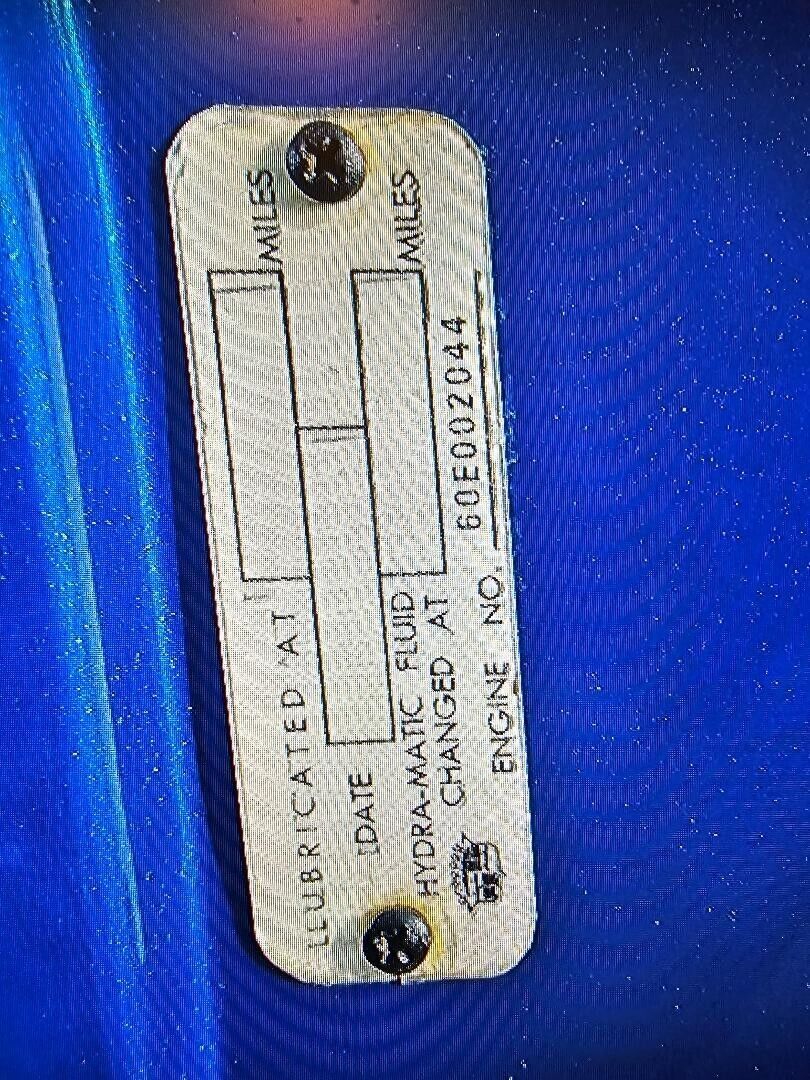 LUBRICATED AT MILES
DATE
HYDRA-MATIC FLUID
CHANGED AT MILES
ENGINE NO. 60E002044